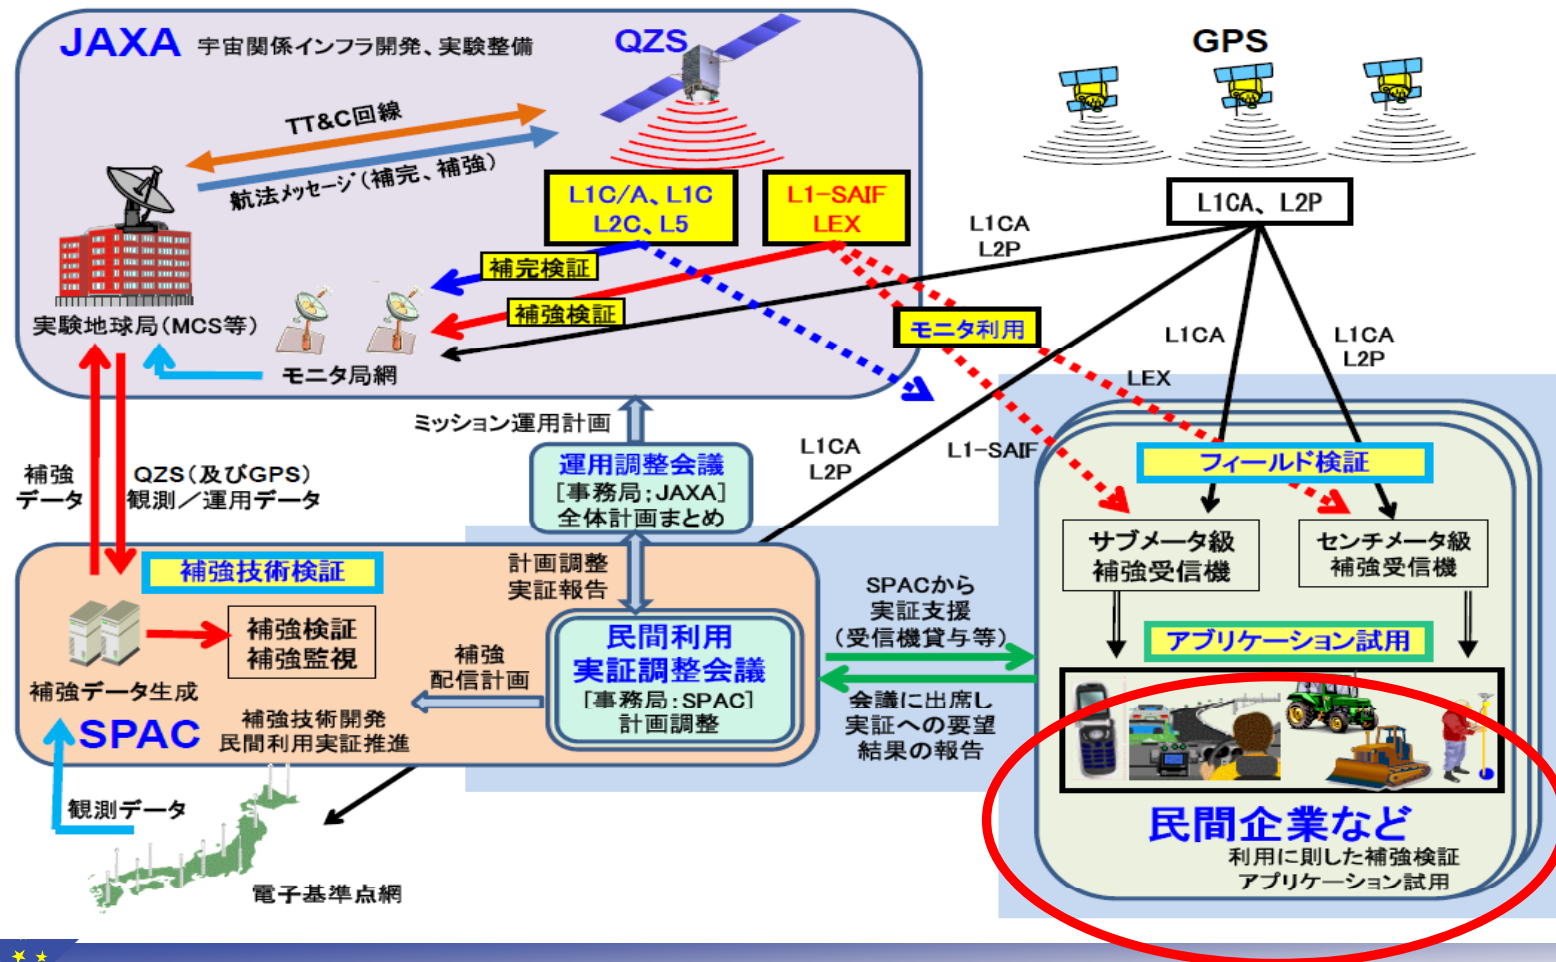 JAXA 宇宙関係インフラ開発、実験整備
QZS
GPS
TT&C回線
航法メッセージ(補完、補強)
L1C/A、L1C
L2C、L5
L1-SAIF
LEX
L1CA、L2P
補完検証
補強検証
L1CA
L2P
モニタ利用
L1CA
L1CA
L2P
実験地球局(MCS等)
モニタ局網
LEX
L1-SAIF
L1CA
L2P
ミッション運用計画
運用調整会議
[事務局;JAXA]
全体計画まとめ
補強
データ
QZS(及びGPS)
観測/運用データ
計画調整
実証報告
フィールド検証
サブメータ級
補強受信機
センチメータ級
補強受信機
補強技術検証
補強検証
補強監視
補強データ生成
SPAC
補強技術開発
民間利用実証推進
補強
配信計画
民間利用
実証調整会議
[事務局:SPAC]
計画調整
SPACから
実証支援
(受信機貸与等)
会議に出席し
実証への要望
結果の報告
アプリケーション試用
民間企業など
利用に則した補強検証
アプリケーション試用
観測データ
電子基準点網